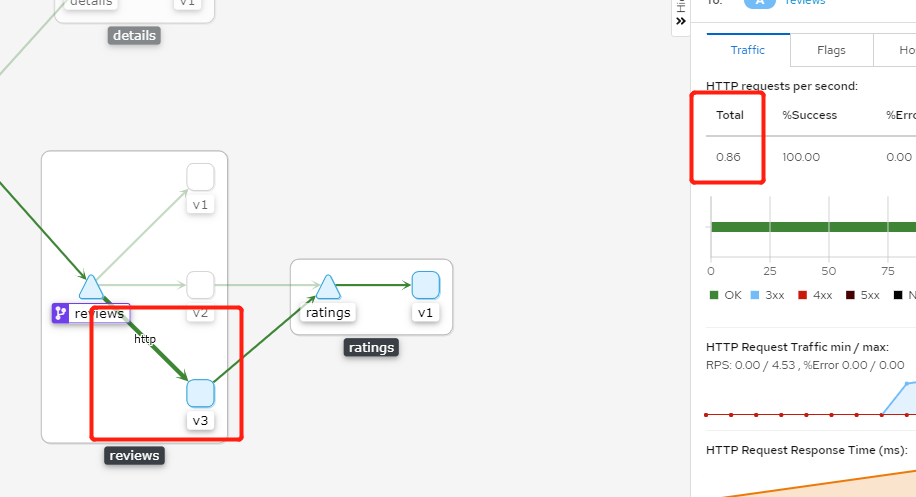 details
v1
details
v1
reviews
v2
http
v3
reviews
ratings
v1
ratings
To:
A
reviews
Traffic
Flags
HTTP requests per second:
Total
%Success
%Erro
0.86
100.00
0.00
0
25
50
75
OK
3xx
4xx
5xx
N
HTTP Request Traffic min / max:
RPS: 0.00 / 4.53 , %Error 0.00 / 0.00
HTTP Request Response Time (ms):